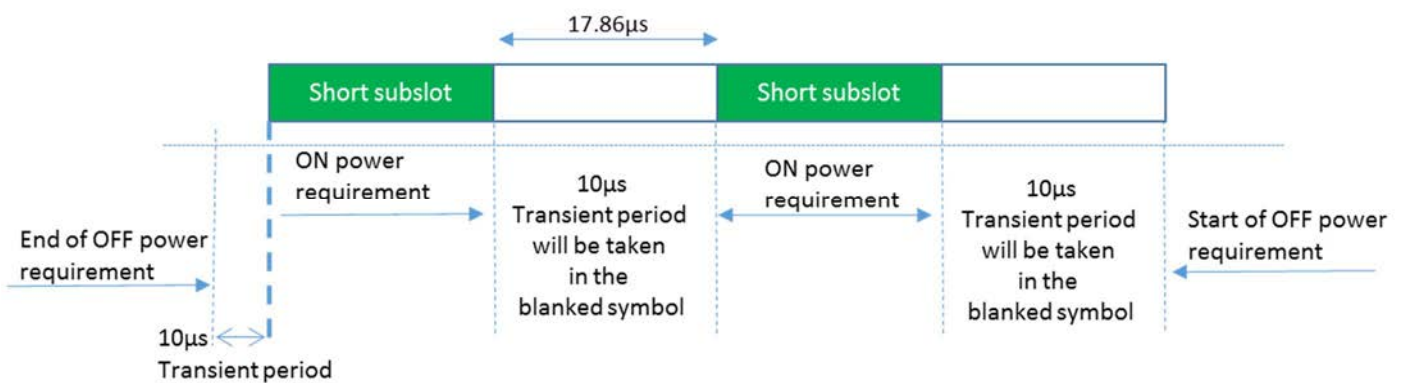 17.86µs
Short subslot
Short subslot
ON power
requirement
10µs
Transient period
will be taken
in the
blanked symbol
ON power
requirement
10µs
Transient period
will be taken
in the
blanked symbol
End of OFF power
requirement
Start of OFF power
requirement
10µs
Transient period